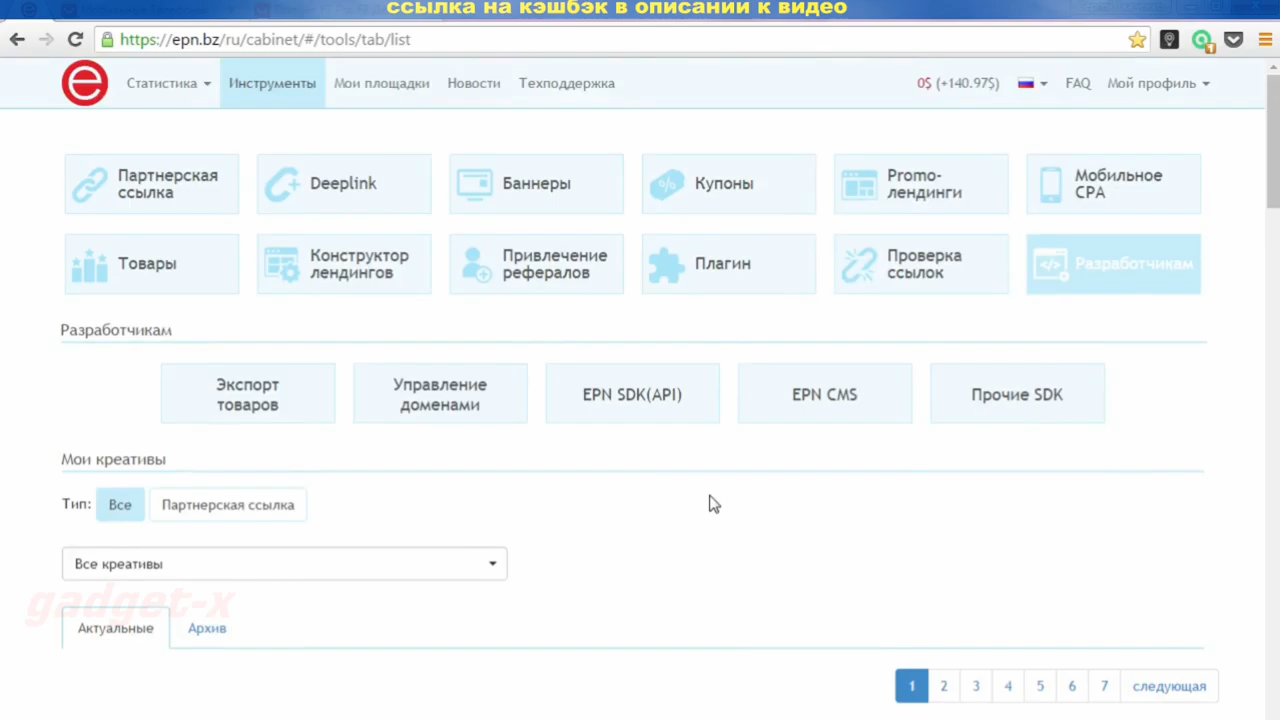 ссылка на кэшбэк в описании к видео
https://epn.bz/ru/cabinet/#/tools/tab/list
Статистика
Инструменты
Мои площадки
Новости
Техподдержка
0$ (+140.97$)
FAQ
Мой профиль
Партнерская
ссылка
Deeplink
Баннеры
Купоны
Promo-
лендинги
Мобильное
CPA
Товары
Конструктор
лендингов
Привлечение
рефералов
Плагин
Проверка
ссылок
Разработчикам
Разработчикам
Экспорт
товаров
Управление
доменами
EPN SDK(API)
EPN CMS
Прочие SDK
Мои креативы
Тип:
Все
Партнерская ссылка
Все креативы
gadget-x
Актуальные
Архив
1
2
3
4
5
6
7
следующая